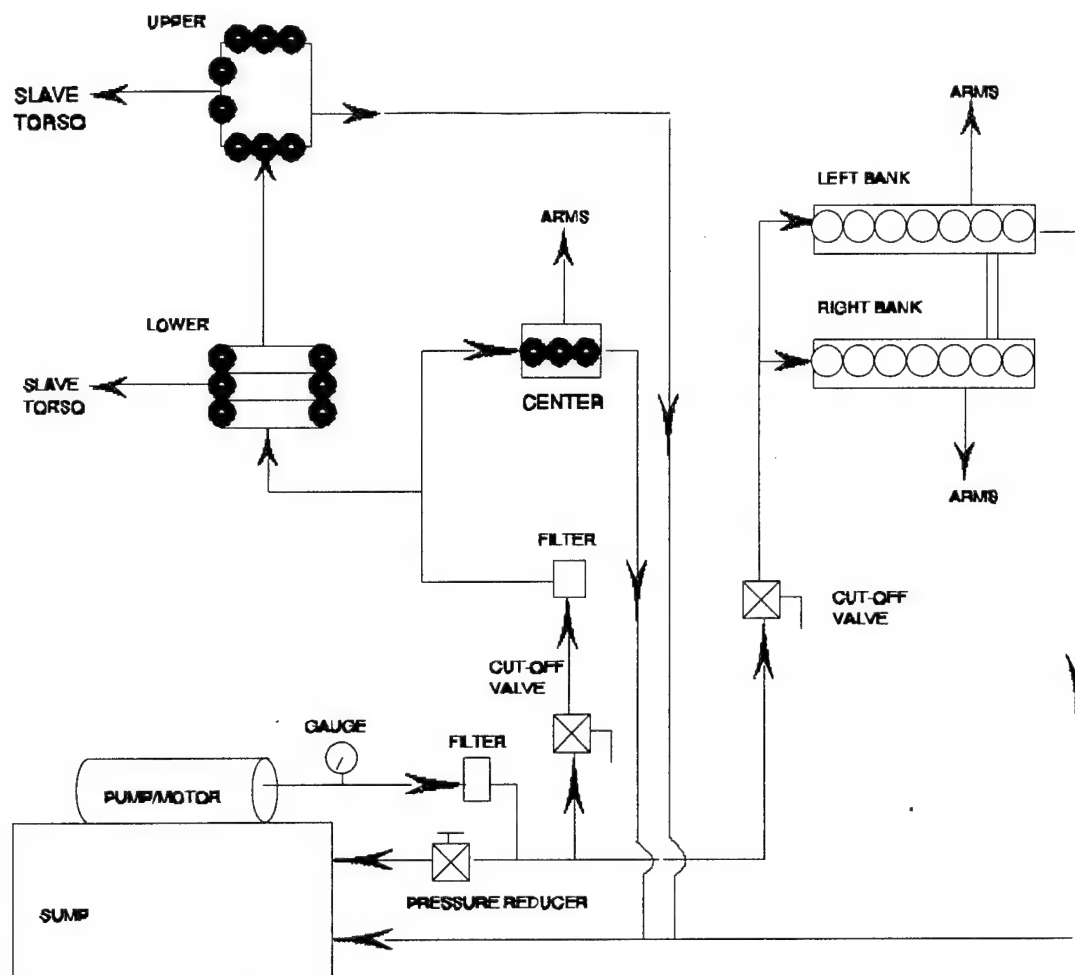 UPPER
SLAVE
TORSO
ARMS
LEFT BANK
ARMS
RIGHT BANK
LOWER
SLAVE
TORSO
CENTER
ARMS
FILTER
CUT-OFF
VALVE
CUT-OFF
VALVE
GAUGE
FILTER
PUMP/MOTOR
PRESSURE REDUCER
SUMP